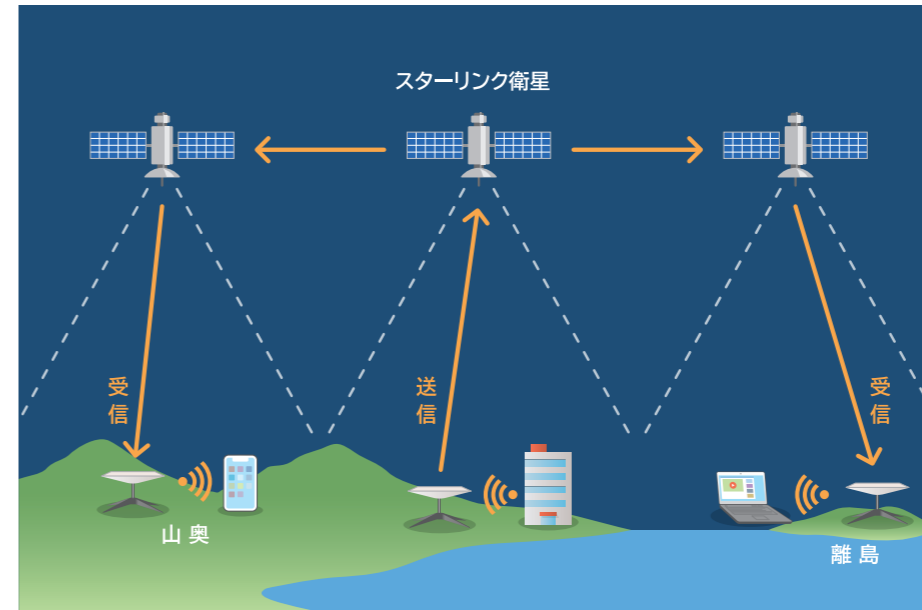 スターリンク衛星
受信
送信
受信
山奥
離島